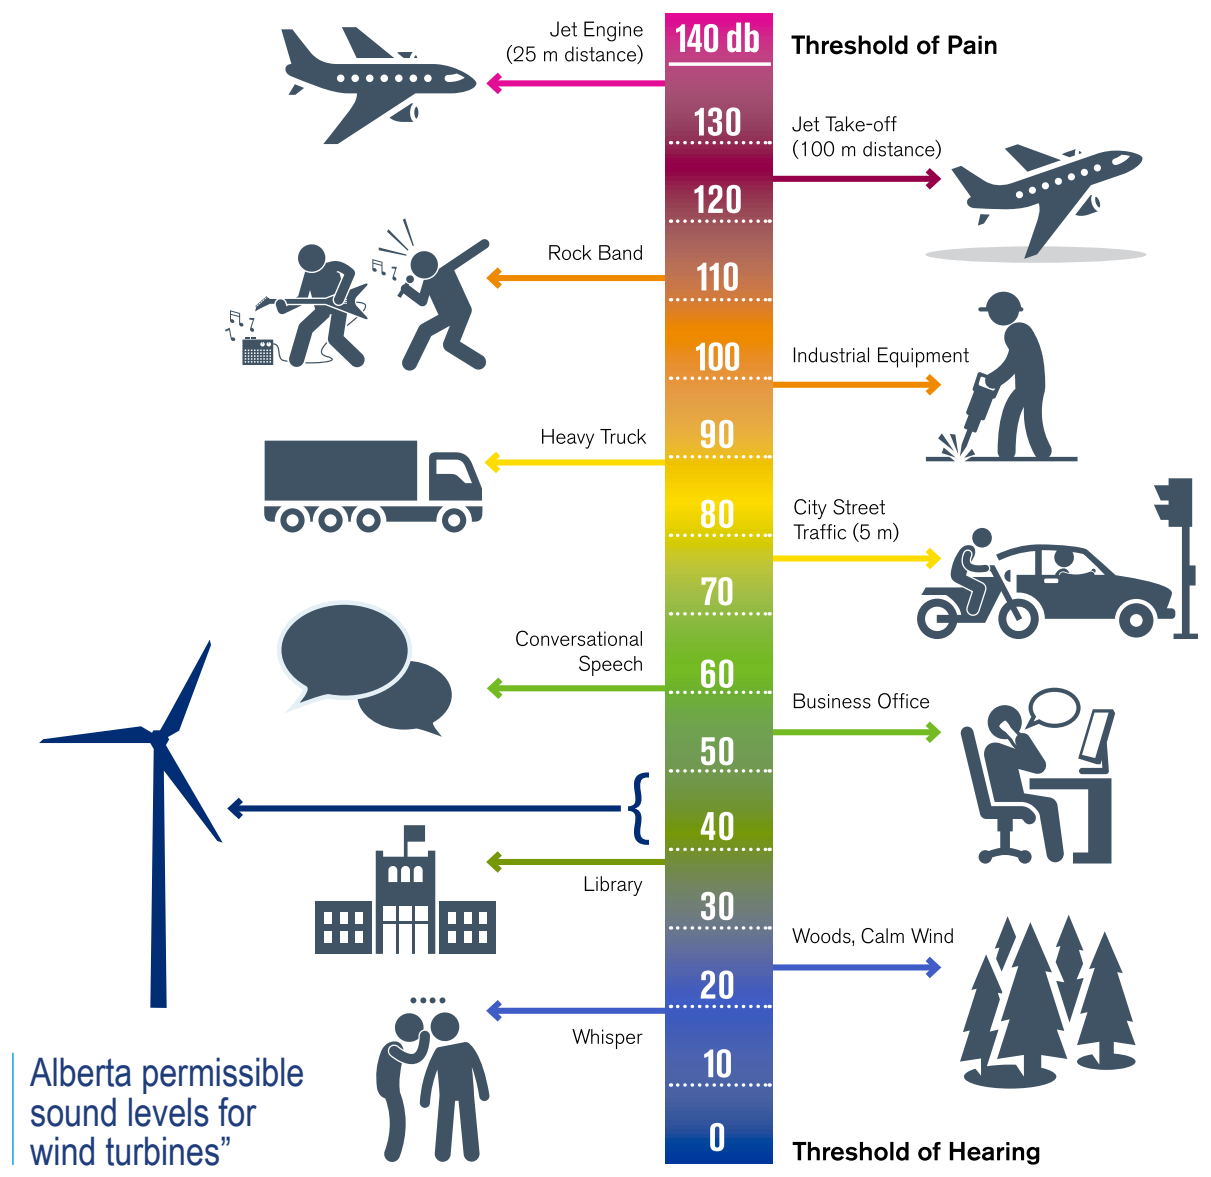 Jet Engine
(25 m distance)
140 db
Threshold of Pain
130
Jet Take-off
(100 m distance)
120
Rock Band
110
100
Industrial Equipment
Heavy Truck
90
80
City Street
Traffic (5 m)
70
Conversational
Speech
60
Business Office
50
40
Library
30
Woods, Calm Wind
20
Whisper
10
Alberta permissible
sound levels for
wind turbines”
0
Threshold of Hearing